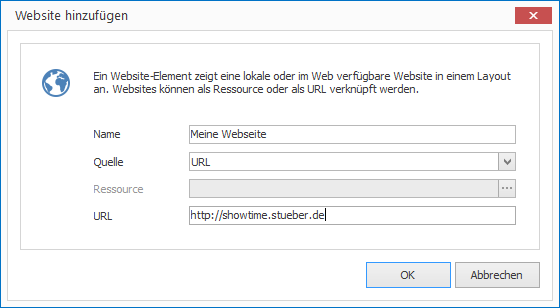 Website hinzufügen
Ein Website-Element zeigt eine lokale oder im Web verfügbare Website in einem Layout
an. Websites können als Ressource oder als URL verknüpft werden.
Name Meine Webseite
Quelle URL
Ressource ...
URL http://showtime.stueber.de
OK Abbrechen